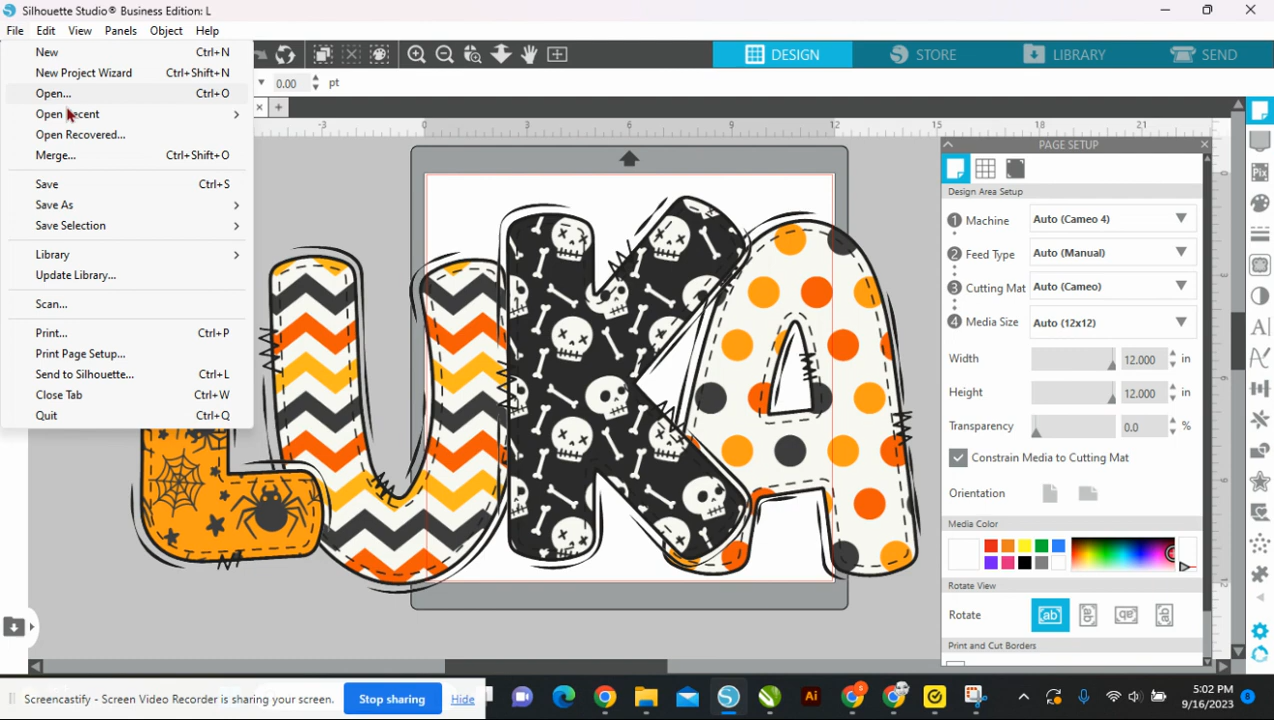 Silhouette Studio® Business Edition: L
File Edit View Panels Object Help
New Ctrl+N
New Project Wizard Ctrl+Shift+N
Open... Ctrl+O
Open Recent
Open Recovered...
Merge... Ctrl+Shift+O
Save Ctrl+S
Save As
Save Selection
Library
Update Library...
Scan...
Print... Ctrl+P
Print Page Setup...
Send to Silhouette... Ctrl+L
Close Tab Ctrl+W
Quit Ctrl+Q
DESIGN STORE LIBRARY SEND
0.00 pt
-3 0 3 6 9 12 15 18 21
LUKA
PAGE SETUP
Pix
Design Area Setup
1 Machine Auto (Cameo 4)
2 Feed Type Auto (Manual)
3 Cutting Mat Auto (Cameo)
4 Media Size Auto (12x12)
Width 12.000 in
Height 12.000 in
Transparency 0.0 %
Constrain Media to Cutting Mat
Orientation
Media Color
Rotate View
Rotate
Print and Cut Borders
Screencastify - Screen Video Recorder is sharing your screen. Stop sharing Hide
Ai
5:02 PM
9/16/2023
8